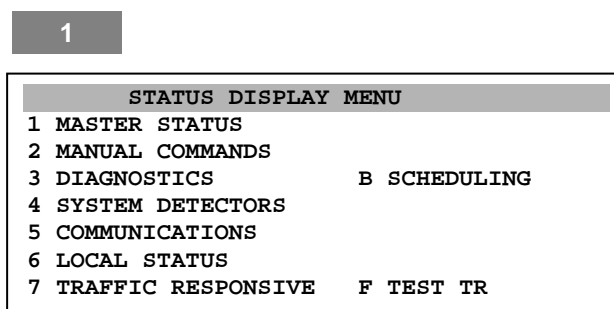 1
STATUS DISPLAY MENU
1 MASTER STATUS
2 MANUAL COMMANDS
3 DIAGNOSTICS B SCHEDULING
4 SYSTEM DETECTORS
5 COMMUNICATIONS
6 LOCAL STATUS
7 TRAFFIC RESPONSIVE F TEST TR